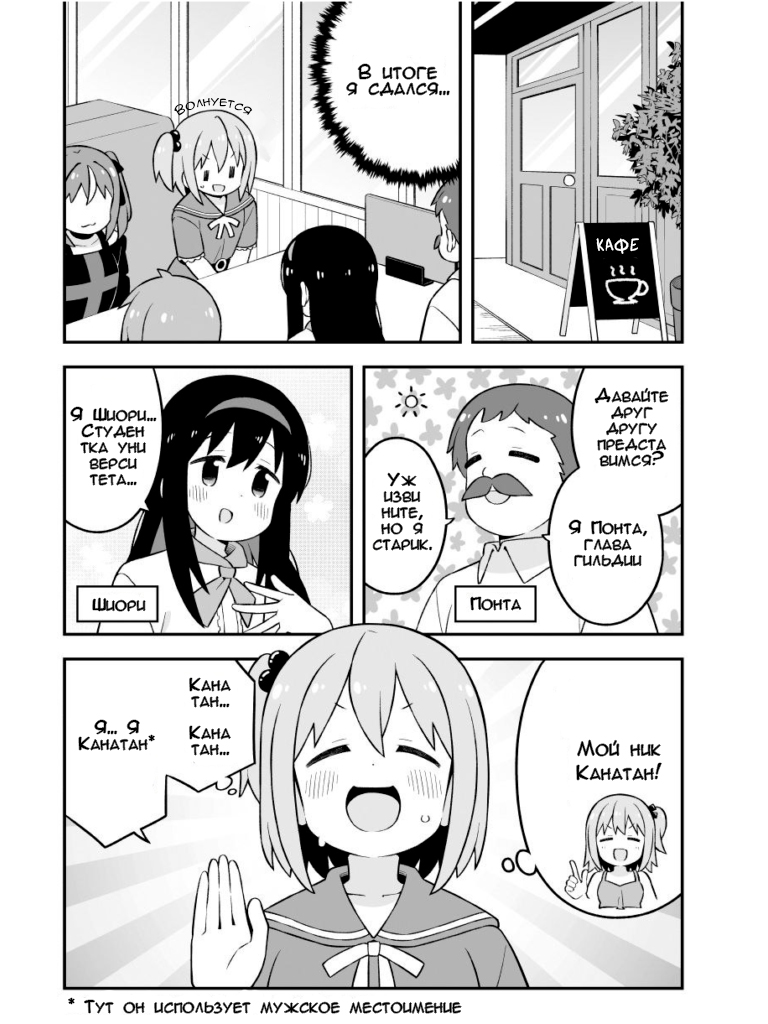 КАФЕ
В итоге
я сдался...
Волнуется
Давайте
друг
другу
предста
вимся?
Я Понта,
глава
гильдии
Уж
изви
ните,
но я
старик.
Понта
Я Шиори...
Студен
тка уни
верси
тета...
Шиори
Мой ник
Канатан!
Кана
тан...
Кана
тан...
Я... Я
Канатан*
* Тут он использует мужское местоимение